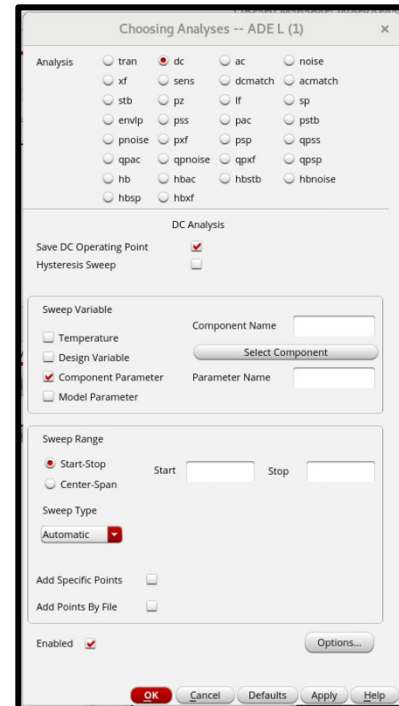 Choosing Analyses -- ADE L (1)
Analysis tran dc ac noise
xf sens dcmatch acmatch
stb pz lf sp
envlp pss pac pstb
pnoise pxf psp qpss
qpac qpnoise qpxf qpsp
hb hbac hbstb hbnoise
hbsp hbxf
DC Analysis
Save DC Operating Point
Hysteresis Sweep
Sweep Variable
Temperature
Design Variable
Component Parameter
Model Parameter
Component Name
Select Component
Parameter Name
Sweep Range
Start-Stop
Center-Span
Start Stop
Sweep Type
Automatic
Add Specific Points
Add Points By File
Enabled Options...
OK Cancel Defaults Apply Help